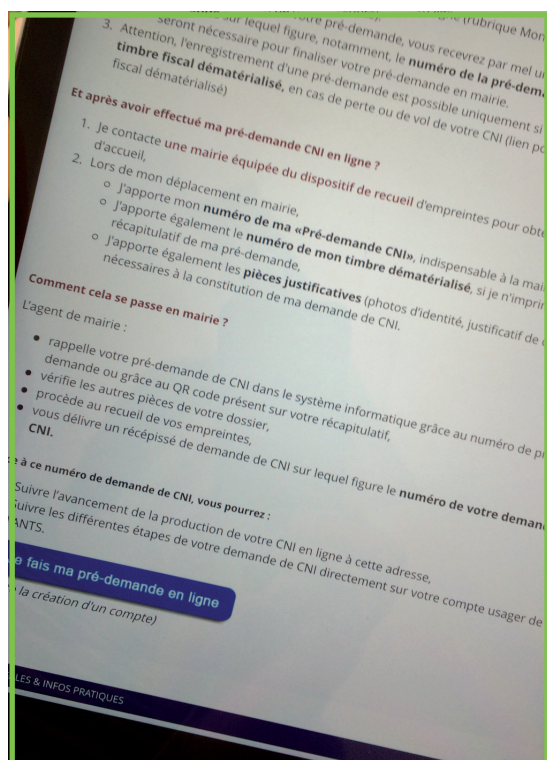 votre pré-demande, vous recevrez par mel
sur lequel figure, notamment, le numéro de la pré-dem
seront nécessaire pour finaliser votre pré-demande en mairie.
3. Attention, l'enregistrement d'une pré-demande est possible uniquement si
timbre fiscal dématérialisé, en cas de perte ou de vol de votre CNI (lien po
fiscal dématérialisé)
Et après avoir effectué ma pré-demande CNI en ligne ?
1. Je contacte une mairie équipée du dispositif de recueil d'empreintes pour obte
d'accueil,
2. Lors de mon déplacement en mairie,
o J'apporte mon numéro de ma «Pré-demande CNI», indispensable à la mai
o J'apporte également le numéro de mon timbre dématérialisé, si je n'imprim
récapitulatif de ma pré-demande,
o J'apporte également les pièces justificatives (photos d'identité, justificatif de
nécessaires à la constitution de ma demande de CNI.
Comment cela se passe en mairie ?
L'agent de mairie :
• rappelle votre pré-demande de CNI dans le système informatique grâce au numéro de pr
demande ou grâce au QR code présent sur votre récapitulatif,
• vérifie les autres pièces de votre dossier,
• procède au recueil de vos empreintes,
• vous délivre un récépissé de demande de CNI sur lequel figure le numéro de votre deman
CNI.
e à ce numéro de demande de CNI, vous pourrez :
Suivre l'avancement de la production de votre CNI en ligne à cette adresse,
Suivre les différentes étapes de votre demande de CNI directement sur votre compte usager de
ANTS.
e fais ma pré-demande en ligne
la création d'un compte)
LES & INFOS PRATIQUES